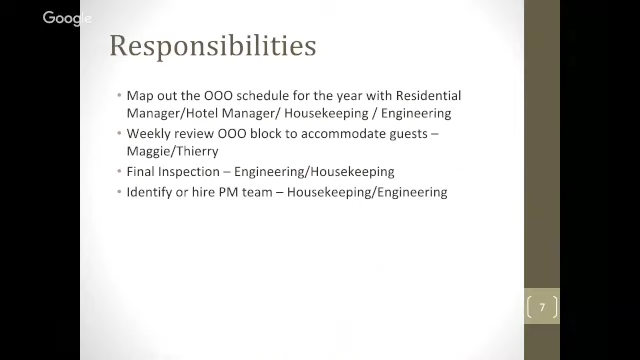 Google
Responsibilities
• Map out the OOO schedule for the year with Residential
Manager/Hotel Manager/ Housekeeping / Engineering
• Weekly review OOO block to accommodate guests –
Maggie/Thierry
• Final Inspection – Engineering/Housekeeping
• Identify or hire PM team – Housekeeping/Engineering
7